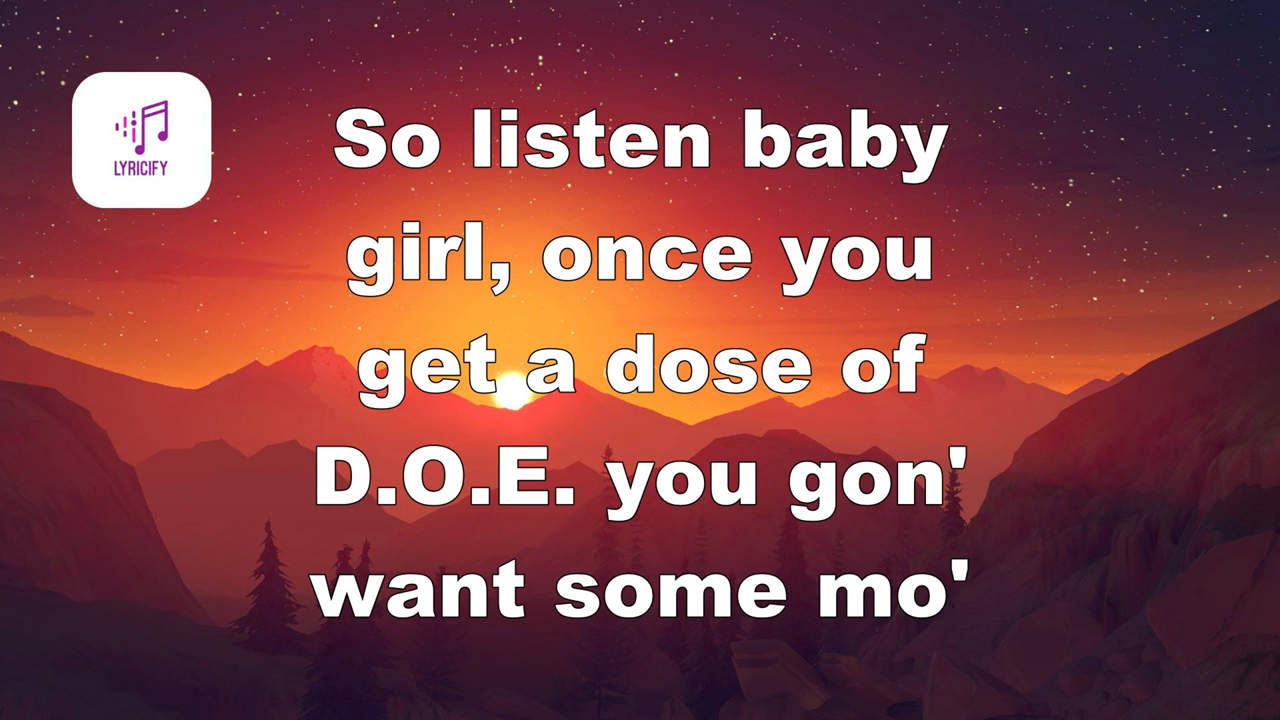 LYRICIFY
So listen baby
girl, once you
get a dose of
D.O.E. you gon'
want some mo'